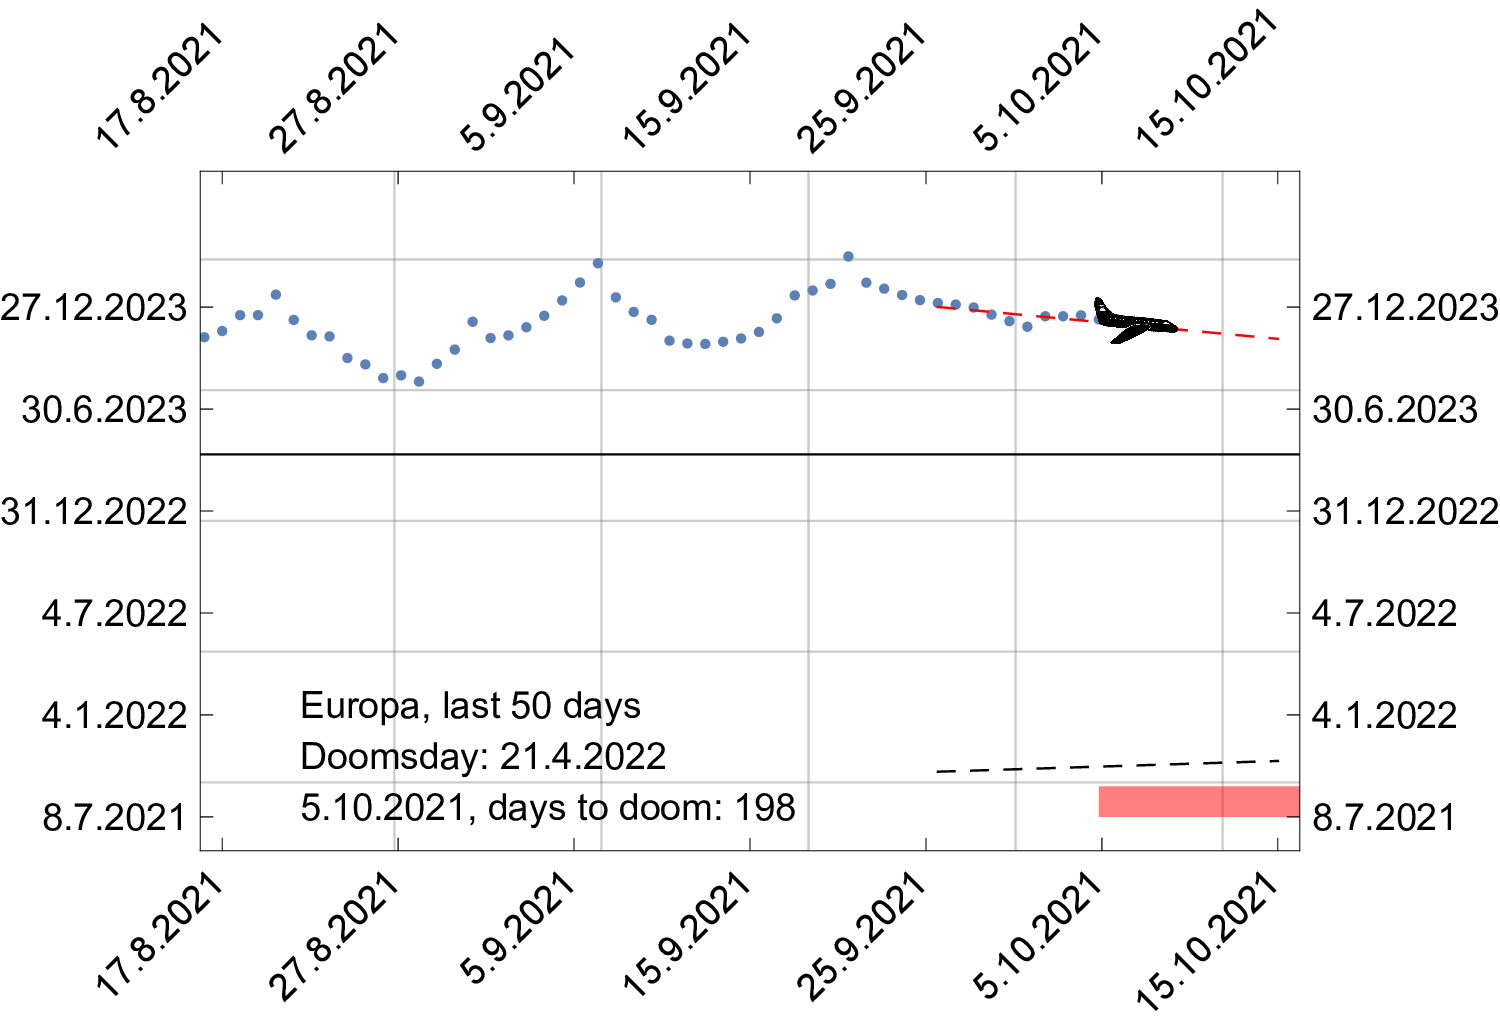 17.8.2021 27.8.2021 5.9.2021 15.9.2021 25.9.2021 5.10.2021 15.10.2021
27.12.2023 27.12.2023
30.6.2023 30.6.2023
31.12.2022 31.12.2022
4.7.2022 4.7.2022
4.1.2022 4.1.2022
Europa, last 50 days
Doomsday: 21.4.2022
5.10.2021, days to doom: 198
8.7.2021 8.7.2021
17.8.2021 27.8.2021 5.9.2021 15.9.2021 25.9.2021 5.10.2021 15.10.2021